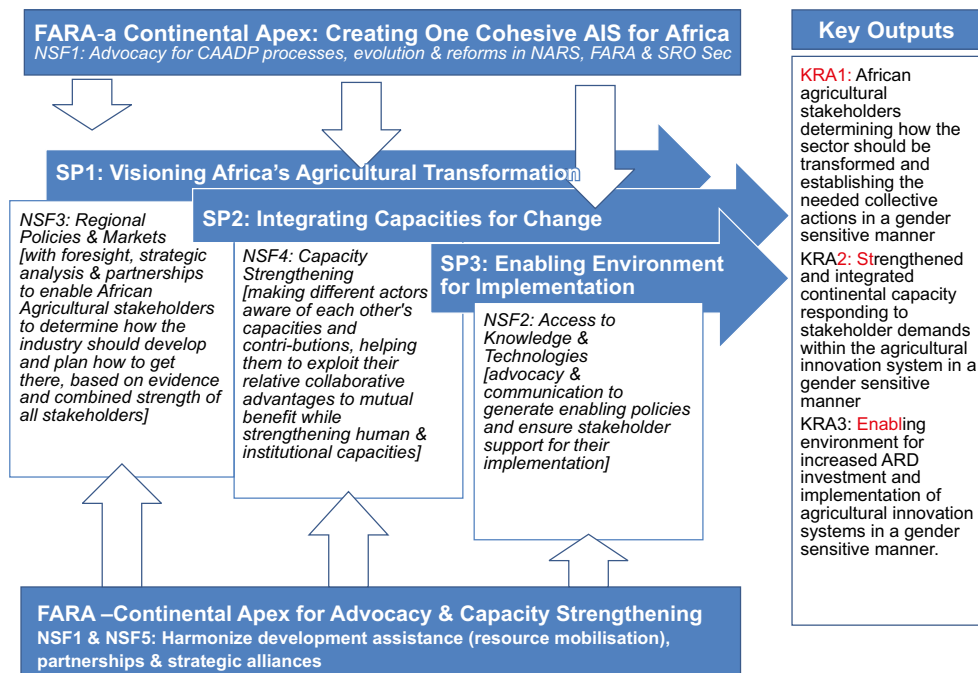 FARA-a Continental Apex: Creating One Cohesive AIS for Africa
NSF1: Advocacy for CAADP processes, evolution & reforms in NARS, FARA & SRO Sec
SP1: Visioning Africa's Agricultural Transformation
SP2: Integrating Capacities for Change
SP3: Enabling Environment
for Implementation
NSF3: Regional
Policies & Markets
[with foresight, strategic
analysis & partnerships
to enable African
Agricultural stakeholders
to determine how the
industry should develop
and plan how to get
there, based on evidence
and combined strength of
all stakeholders]
NSF4: Capacity
Strengthening
[making different actors
aware of each other's
capacities and
contri-butions, helping
them to exploit their
relative collaborative
advantages to mutual
benefit while
strengthening human &
institutional capacities]
NSF2: Access to
Knowledge &
Technologies
[advocacy &
communication to
generate enabling policies
and ensure stakeholder
support for their
implementation]
FARA –Continental Apex for Advocacy & Capacity Strengthening
NSF1 & NSF5: Harmonize development assistance (resource mobilisation),
partnerships & strategic alliances
Key Outputs
KRA1: African
agricultural
stakeholders
determining how the
sector should be
transformed and
establishing the
needed collective
actions in a gender
sensitive manner
KRA2: Strengthened
and integrated
continental capacity
responding to
stakeholder demands
within the agricultural
innovation system in a
gender sensitive
manner
KRA3: Enabling
environment for
increased ARD
investment and
implementation of
agricultural innovation
systems in a gender
sensitive manner.